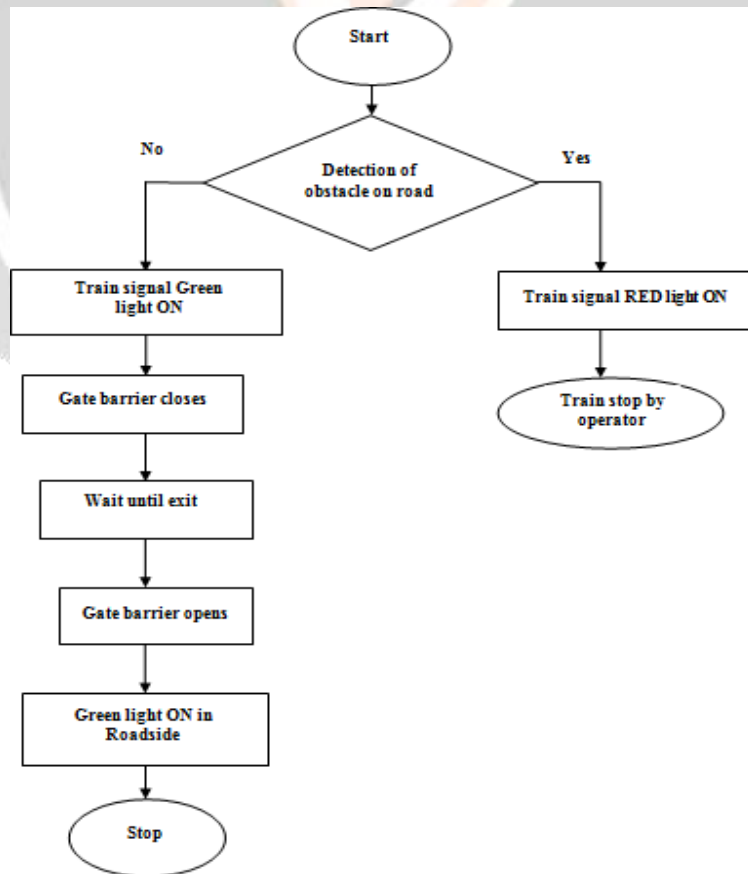 Start
No
Detection of
obstacle on road
Yes
Train signal Green
light ON
Train signal RED light ON
Gate barrier closes
Train stop by
operator
Wait until exit
Gate barrier opens
Green light ON in
Roadside
Stop